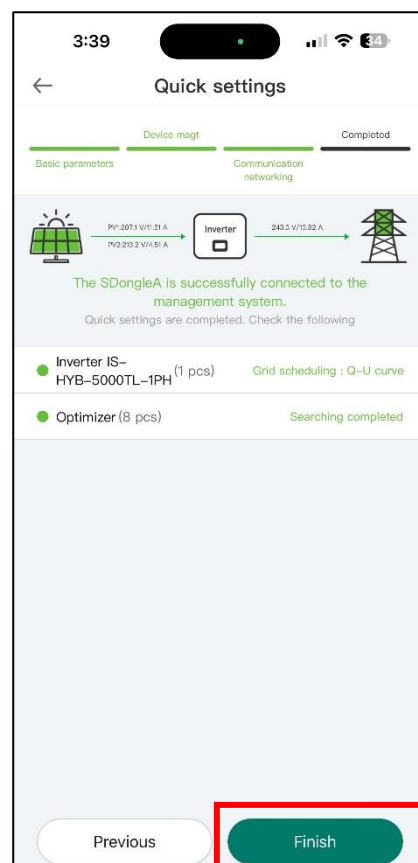 3:39
34
Quick settings
Device magt
Completed
Basic parameters
Communication
networking
PV1:207.1 V/11.51 A
PV2:213.2 V/4.51 A
Inverter
243.3 V/13.82 A
The SDongleA is successfully connected to the
management system.
Quick settings are completed. Check the following
Inverter IS-
HYB-5000TL-1PH (1 pcs)
Grid scheduling : Q-U curve
Optimizer (8 pcs)
Searching completed
Previous
Finish